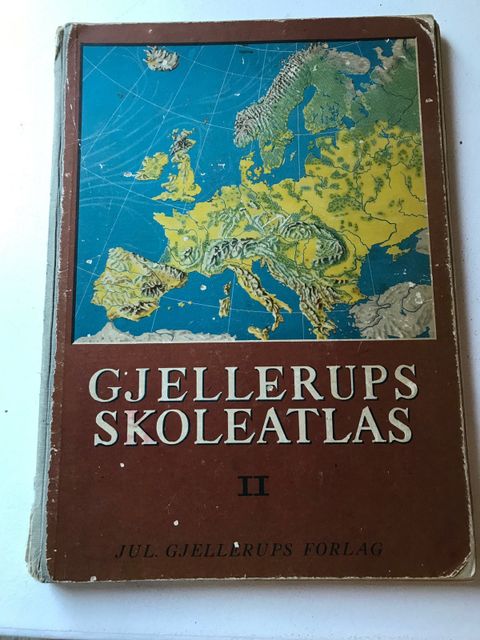 GJELLERUPS
SKOLEATLAS
II
JUL. GJELLERUPS FORLAG